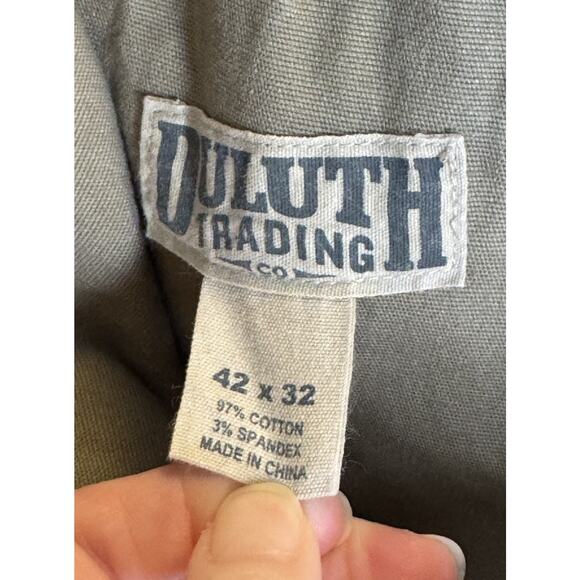 DULUTH
TRADING
CO
42 x 32
97% COTTON
3% SPANDEX
MADE IN CHINA